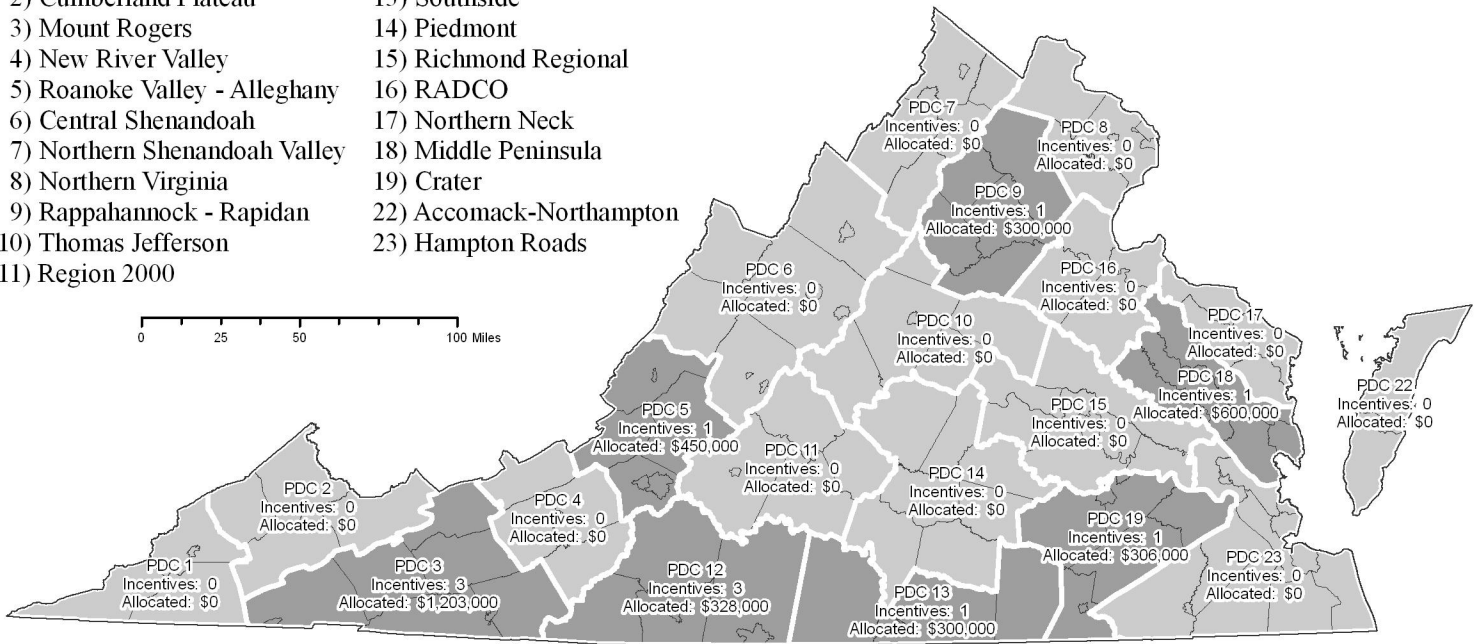 2) Cumberland Plateau
3) Mount Rogers
4) New River Valley
5) Roanoke Valley - Alleghany
6) Central Shenandoah
7) Northern Shenandoah Valley
8) Northern Virginia
9) Rappahannock - Rapidan
10) Thomas Jefferson
11) Region 2000
13) Southside
14) Piedmont
15) Richmond Regional
16) RADCO
17) Northern Neck
18) Middle Peninsula
19) Crater
22) Accomack-Northampton
23) Hampton Roads
0 25 50 100 Miles
PDC 7
Incentives: 0
Allocated: $0
PDC 8
Incentives: 0
Allocated: $0
PDC 9
Incentives: 1
Allocated: $300,000
PDC 6
Incentives: 0
Allocated: $0
PDC 16
Incentives: 0
Allocated: $0
PDC 10
Incentives: 0
Allocated: $0
PDC 17
Incentives: 0
Allocated: $0
PDC 18
Incentives: 1
Allocated: $600,000
PDC 22
Incentives: 0
Allocated: $0
PDC 5
Incentives: 1
Allocated: $450,000
PDC 15
Incentives: 0
Allocated: $0
PDC 11
Incentives: 0
Allocated: $0
PDC 14
Incentives: 0
Allocated: $0
PDC 2
Incentives: 0
Allocated: $0
PDC 4
Incentives: 0
Allocated: $0
PDC 19
Incentives: 1
Allocated: $306,000
PDC 1
Incentives: 0
Allocated: $0
PDC 3
Incentives: 3
Allocated: $1,203,000
PDC 12
Incentives: 3
Allocated: $328,000
PDC 13
Incentives: 1
Allocated: $300,000
PDC 23
Incentives: 0
Allocated: $0